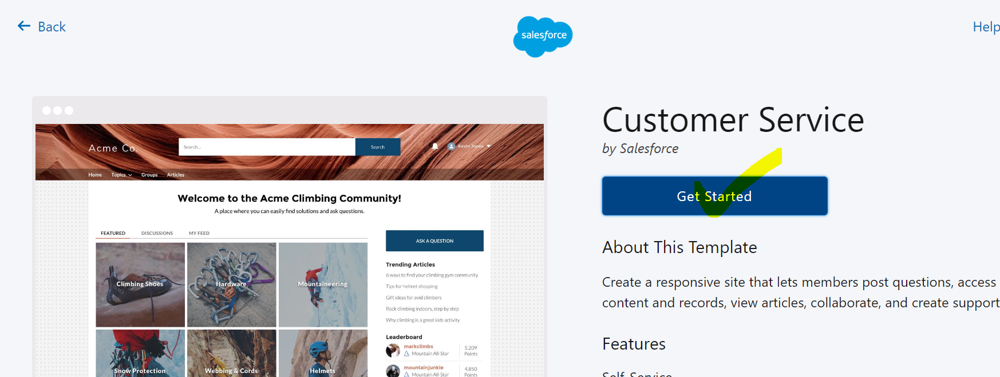 Back
salesforce
Help
Acme Co.
Search...
Search
Kevin Jones
Home Topics Groups Articles
Welcome to the Acme Climbing Community!
A place where you can easily find solutions and ask questions.
FEATURED DISCUSSIONS MY FEED
Climbing Shoes
Hardware
Mountaineering
Snow Protection
Webbing & Cords
Helmets
ASK A QUESTION
Trending Articles
6 ways to find your climbing gym community
Tips for helmet shopping
Gift ideas for avid climbers
Rock climbing indoors, step by step
Why climbing is a great kids activity
Leaderboard
markclimbs
Mountain All-Star
5,209
Points
mountainjunkie
Mountain All-Star
4,850
Points
Customer Service
by Salesforce
Get Started
About This Template
Create a responsive site that lets members post questions, access
content and records, view articles, collaborate, and create support
Features
Self-Service